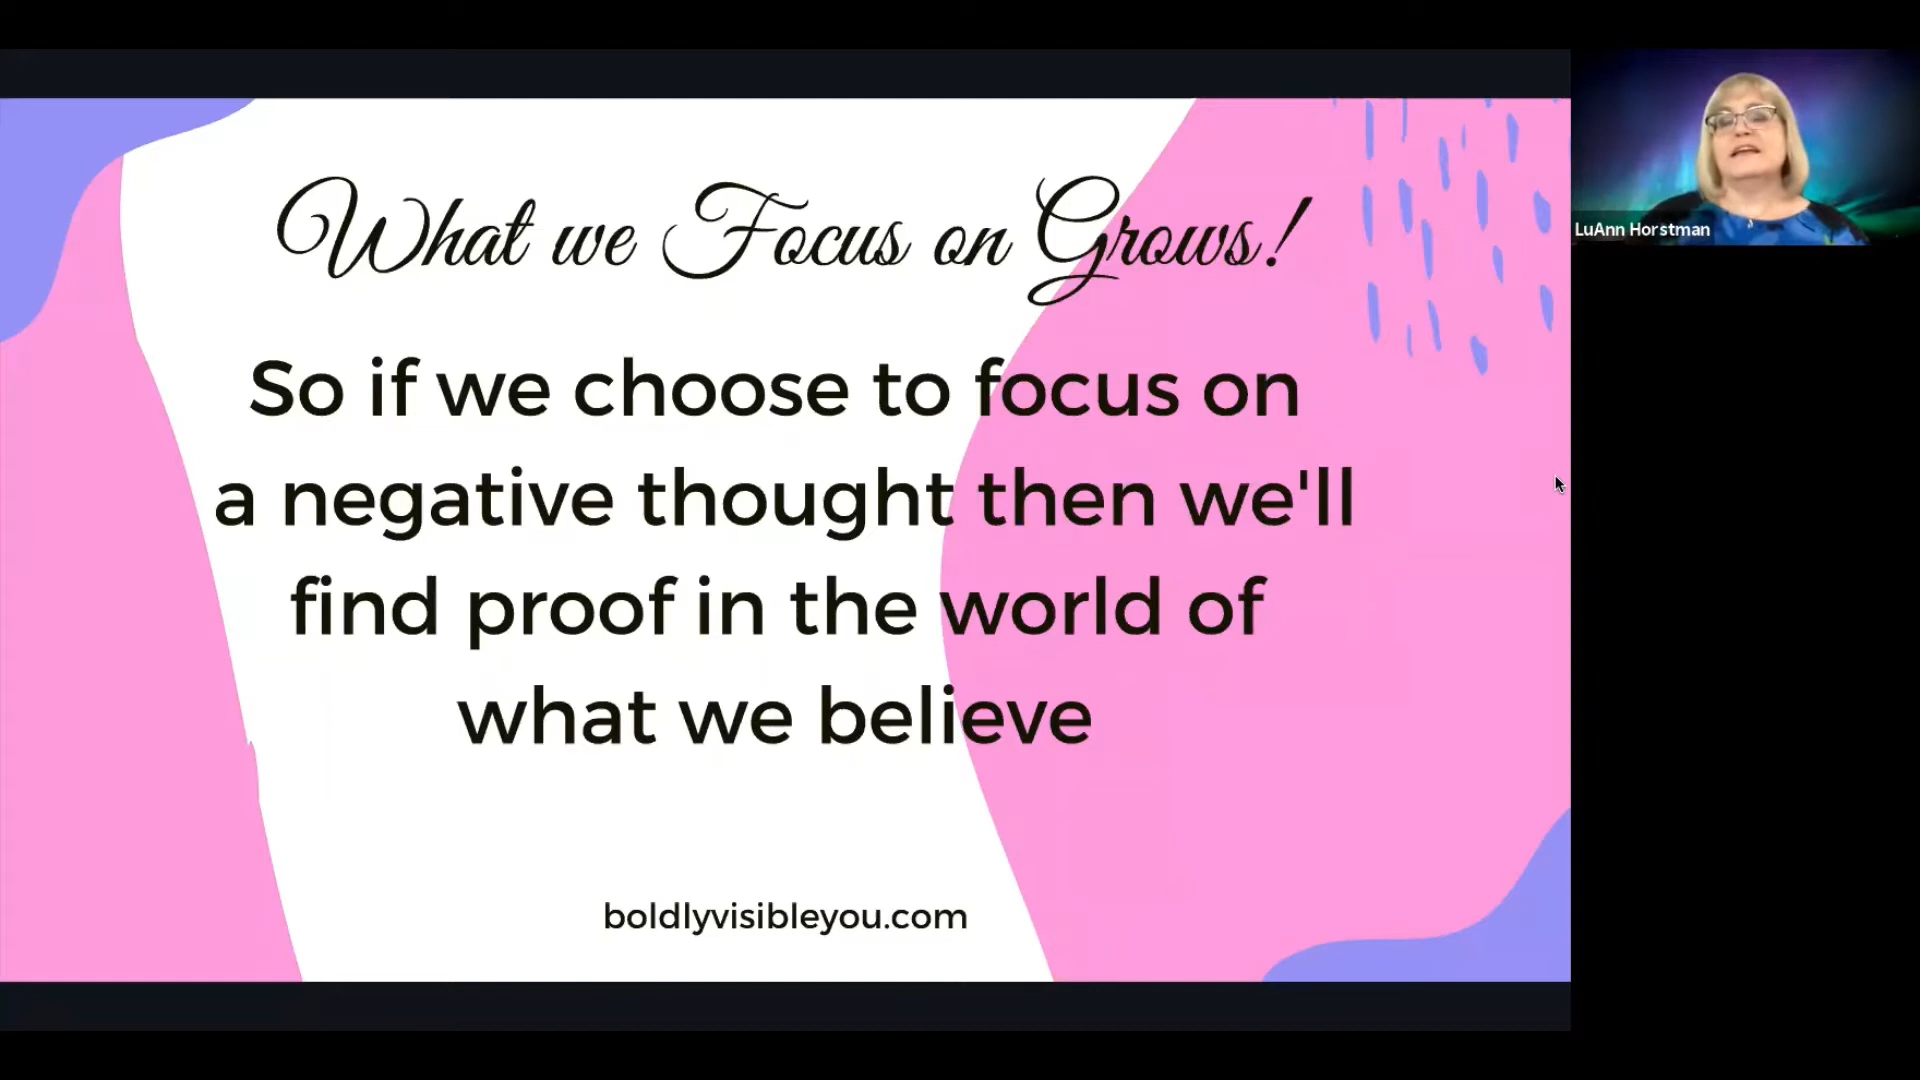 What we Focus on Grows!
So if we choose to focus on
a negative thought then we'll
find proof in the world of
what we believe
boldlyvisibleyou.com
LuAnn Horstman